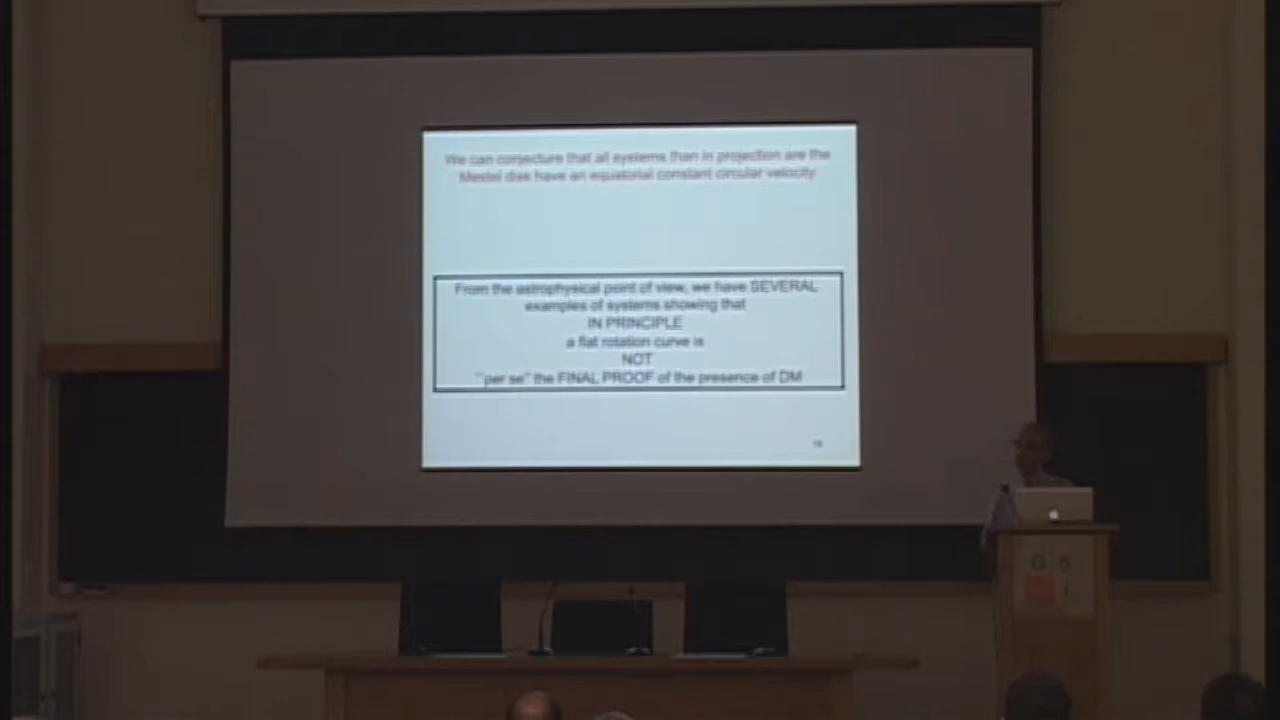 We can conjecture that all systems than in projection are the
Mestel disk have an equatorial constant circular velocity
From the astrophysical point of view, we have SEVERAL
examples of systems showing that
IN PRINCIPLE
a flat rotation curve is
NOT
"per se" the FINAL PROOF of the presence of DM
G S
I